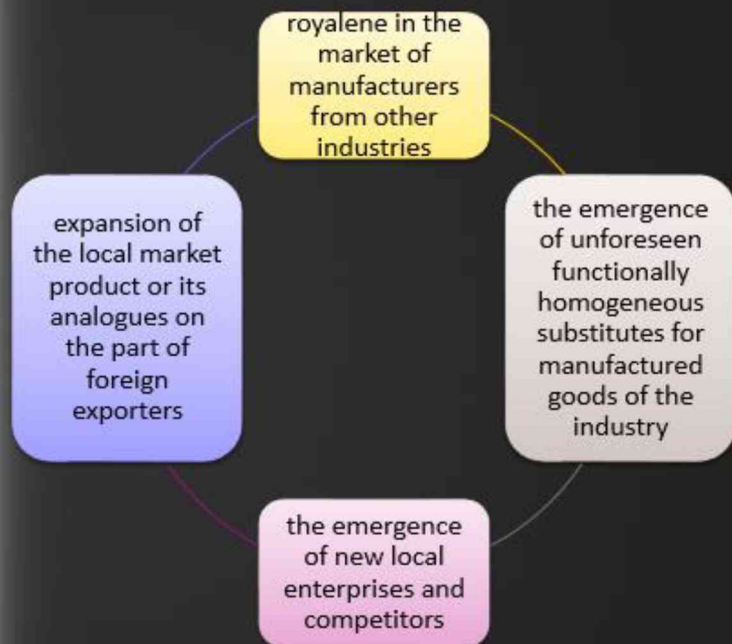 royalene in the
market of
manufacturers
from other
industries
expansion of
the local market
product or its
analogues on
the part of
foreign
exporters
the emergence
of unforeseen
functionally
homogeneous
substitutes for
manufactured
goods of the
industry
the emergence
of new local
enterprises and
competitors